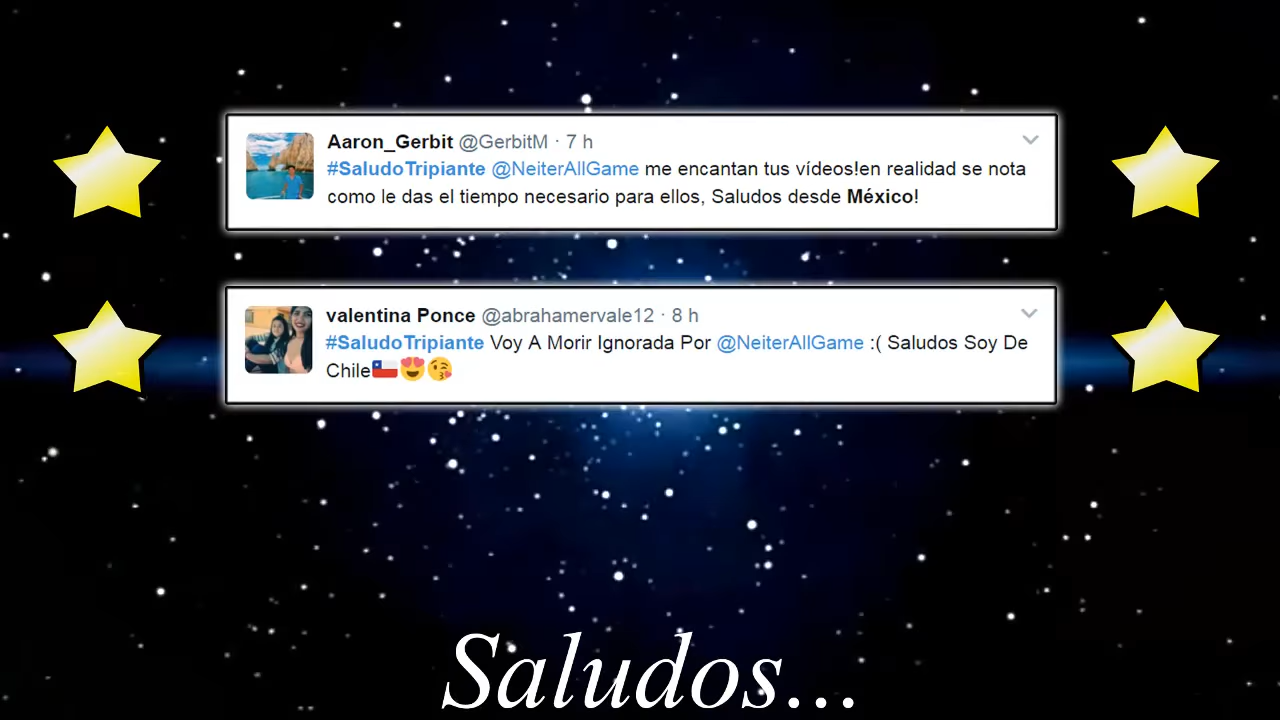 Aaron_Gerbit @GerbitM · 7 h
#SaludoTripiante @NeiterAllGame me encantan tus vídeos!en realidad se nota
como le das el tiempo necesario para ellos, Saludos desde México!
valentina Ponce @abrahamervale12 · 8 h
#SaludoTripiante Voy A Morir Ignorada Por @NeiterAllGame :( Saludos Soy De
Chile🇨🇱😍😘
Saludos...